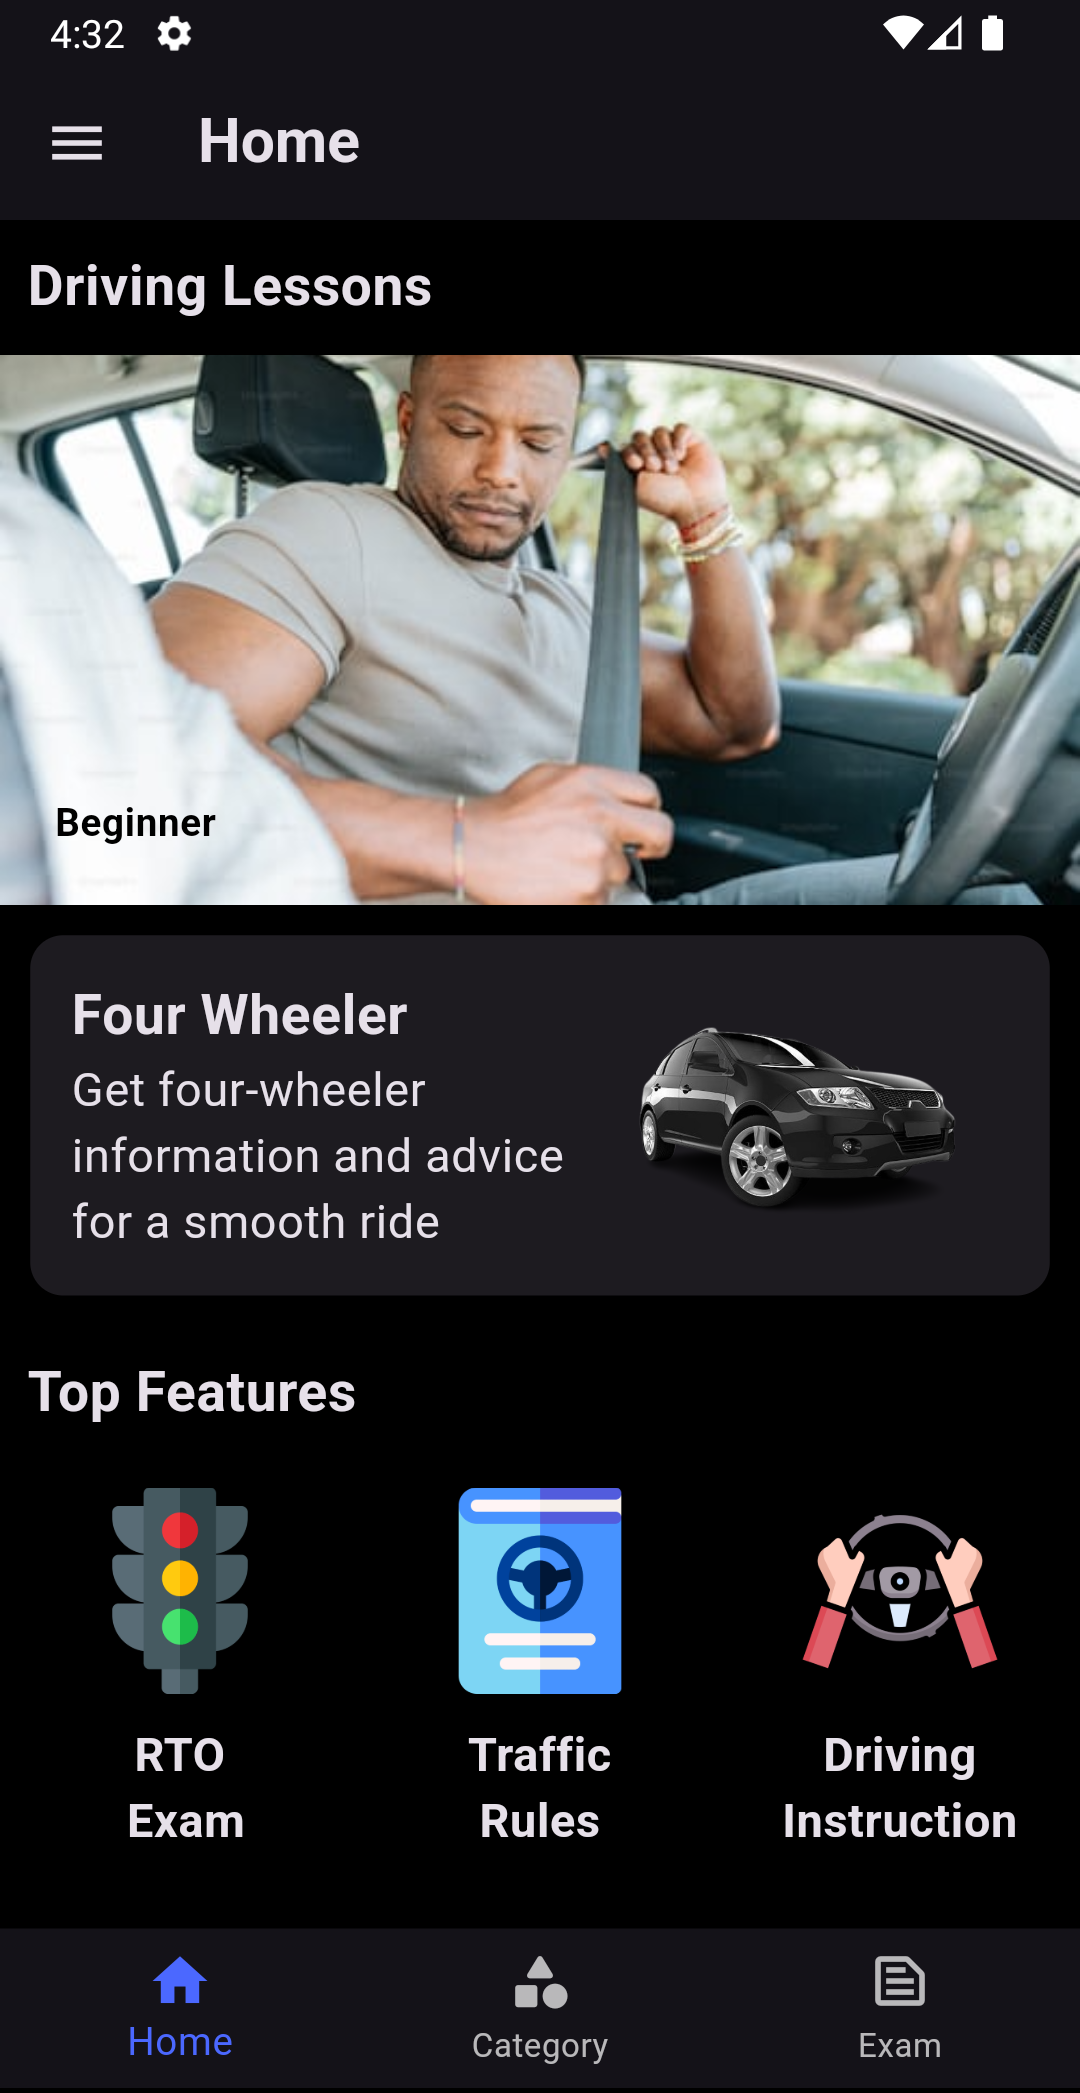 4:32
Home
Driving Lessons
Beginner
Four Wheeler
Get four-wheeler
information and advice
for a smooth ride
Top Features
RTO
Exam
Traffic
Rules
Driving
Instruction
Home
Category
Exam